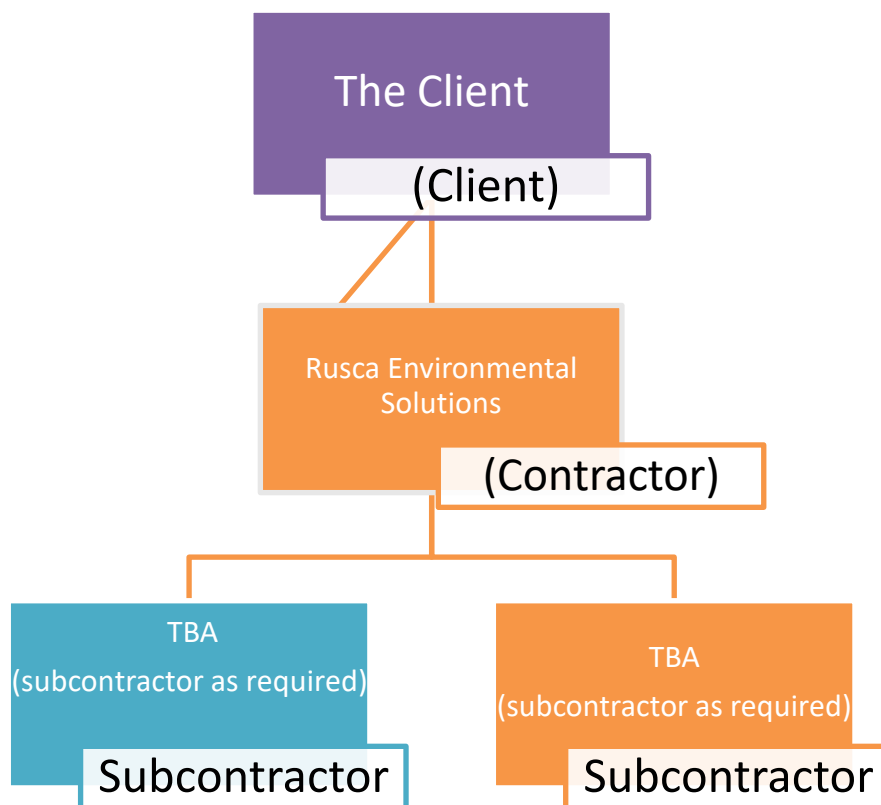 The Client
(Client)
Rusca Environmental
Solutions
(Contractor)
TBA
(subcontractor as required)
Subcontractor
TBA
(subcontractor as required)
Subcontractor